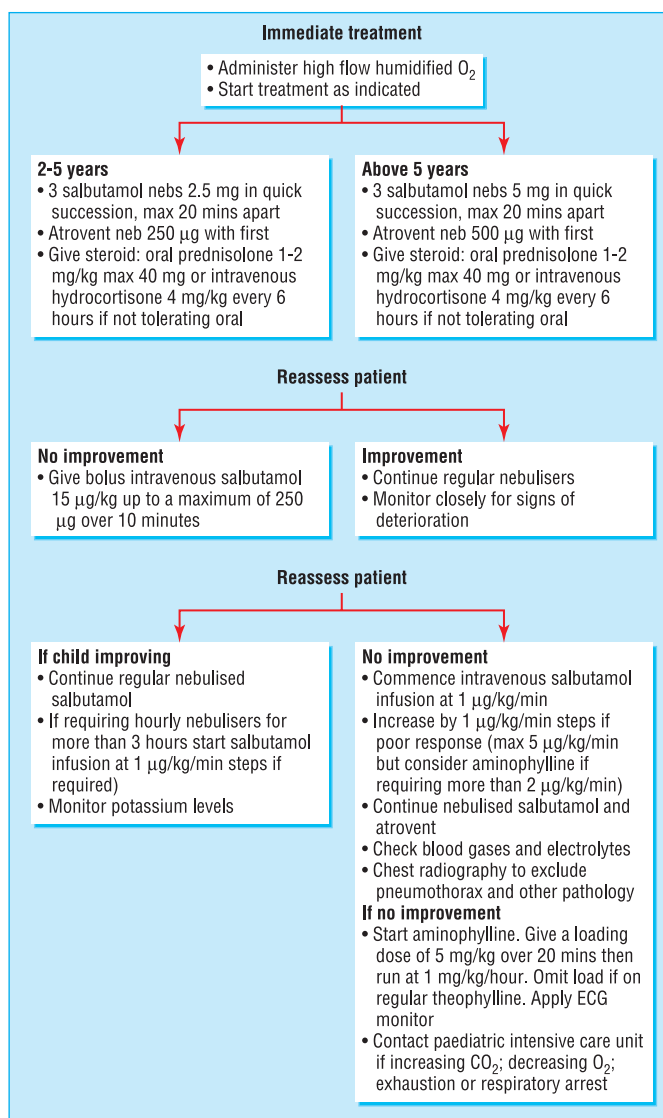 Immediate treatment
• Administer high flow humidified O2
• Start treatment as indicated
2-5 years
• 3 salbutamol nebs 2.5 mg in quick
succession, max 20 mins apart
• Atrovent neb 250 µg with first
• Give steroid: oral prednisolone 1-2
mg/kg max 40 mg or intravenous
hydrocortisone 4 mg/kg every 6
hours if not tolerating oral
Above 5 years
• 3 salbutamol nebs 5 mg in quick
succession, max 20 mins apart
• Atrovent neb 500 µg with first
• Give steroid: oral prednisolone 1-2
mg/kg max 40 mg or intravenous
hydrocortisone 4 mg/kg every 6
hours if not tolerating oral
Reassess patient
No improvement
• Give bolus intravenous salbutamol
15 µg/kg up to a maximum of 250
µg over 10 minutes
Improvement
• Continue regular nebulisers
• Monitor closely for signs of
deterioration
Reassess patient
If child improving
• Continue regular nebulised
salbutamol
• If requiring hourly nebulisers for
more than 3 hours start salbutamol
infusion at 1 µg/kg/min steps if
required)
• Monitor potassium levels
No improvement
• Commence intravenous salbutamol
infusion at 1 µg/kg/min
• Increase by 1 µg/kg/min steps if
poor response (max 5 µg/kg/min
but consider aminophylline if
requiring more than 2 µg/kg/min)
• Continue nebulised salbutamol and
atrovent
• Check blood gases and electrolytes
• Chest radiography to exclude
pneumothorax and other pathology
If no improvement
• Start aminophylline. Give a loading
dose of 5 mg/kg over 20 mins then
run at 1 mg/kg/hour. Omit load if on
regular theophylline. Apply ECG
monitor
• Contact paediatric intensive care unit
if increasing CO2; decreasing O2;
exhaustion or respiratory arrest